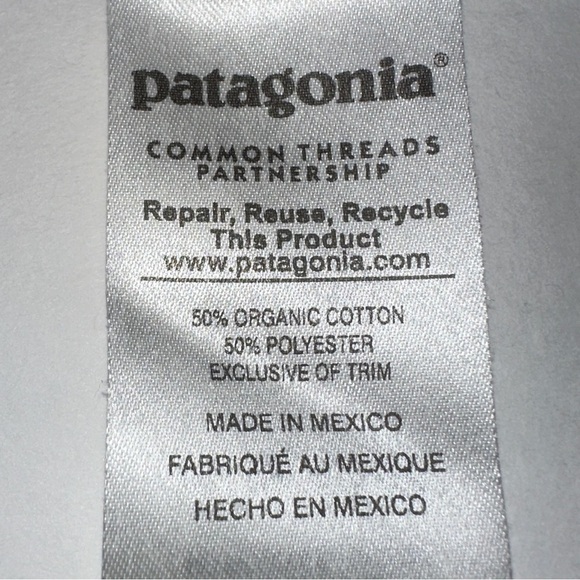 patagonia®
COMMON THREADS
PARTNERSHIP
Repair, Reuse, Recycle
This Product
www.patagonia.com
50% ORGANIC COTTON
50% POLYESTER
EXCLUSIVE OF TRIM
MADE IN MEXICO
FABRIQUÉ AU MEXIQUE
HECHO EN MEXICO